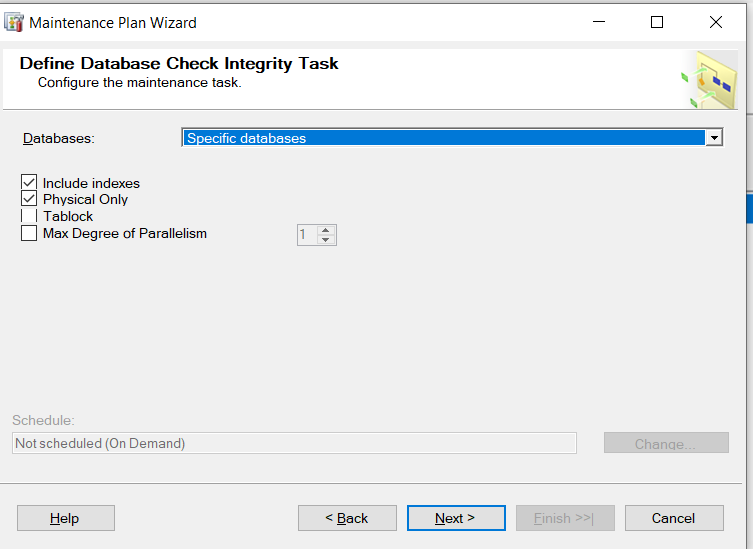 Maintenance Plan Wizard
Define Database Check Integrity Task
Configure the maintenance task.
Databases: Specific databases
Include indexes
Physical Only
Tablock
Max Degree of Parallelism 1
Schedule:
Not scheduled (On Demand) Change...
Help < Back Next > Finish >>| Cancel